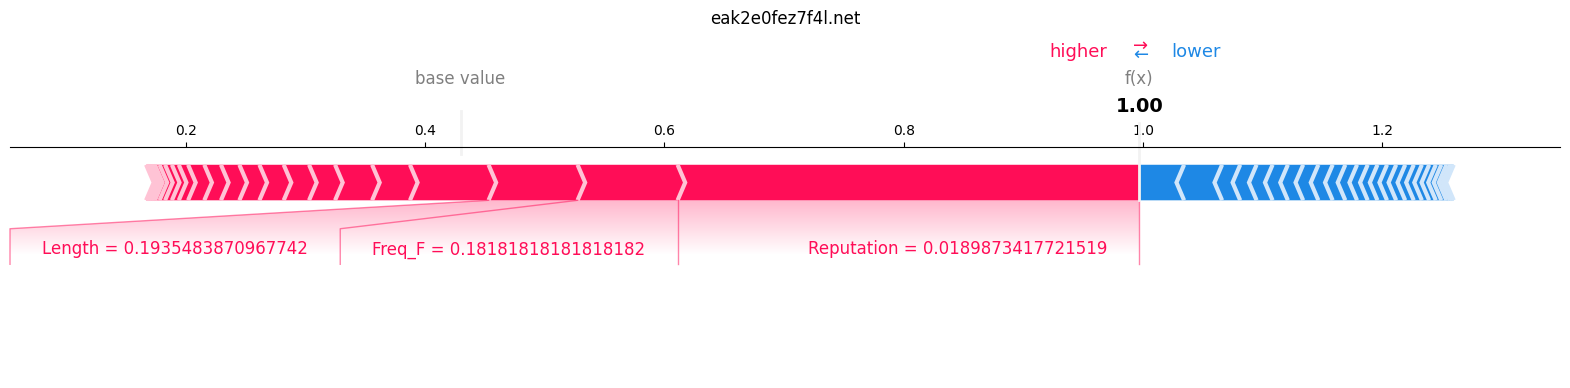 eak2e0fez7f4l.net
higher → ← lower
base value f(x)
1.00
0.2 0.4 0.6 0.8 1.0 1.2
Length = 0.1935483870967742 Freq_F = 0.18181818181818182 Reputation = 0.0189873417721519